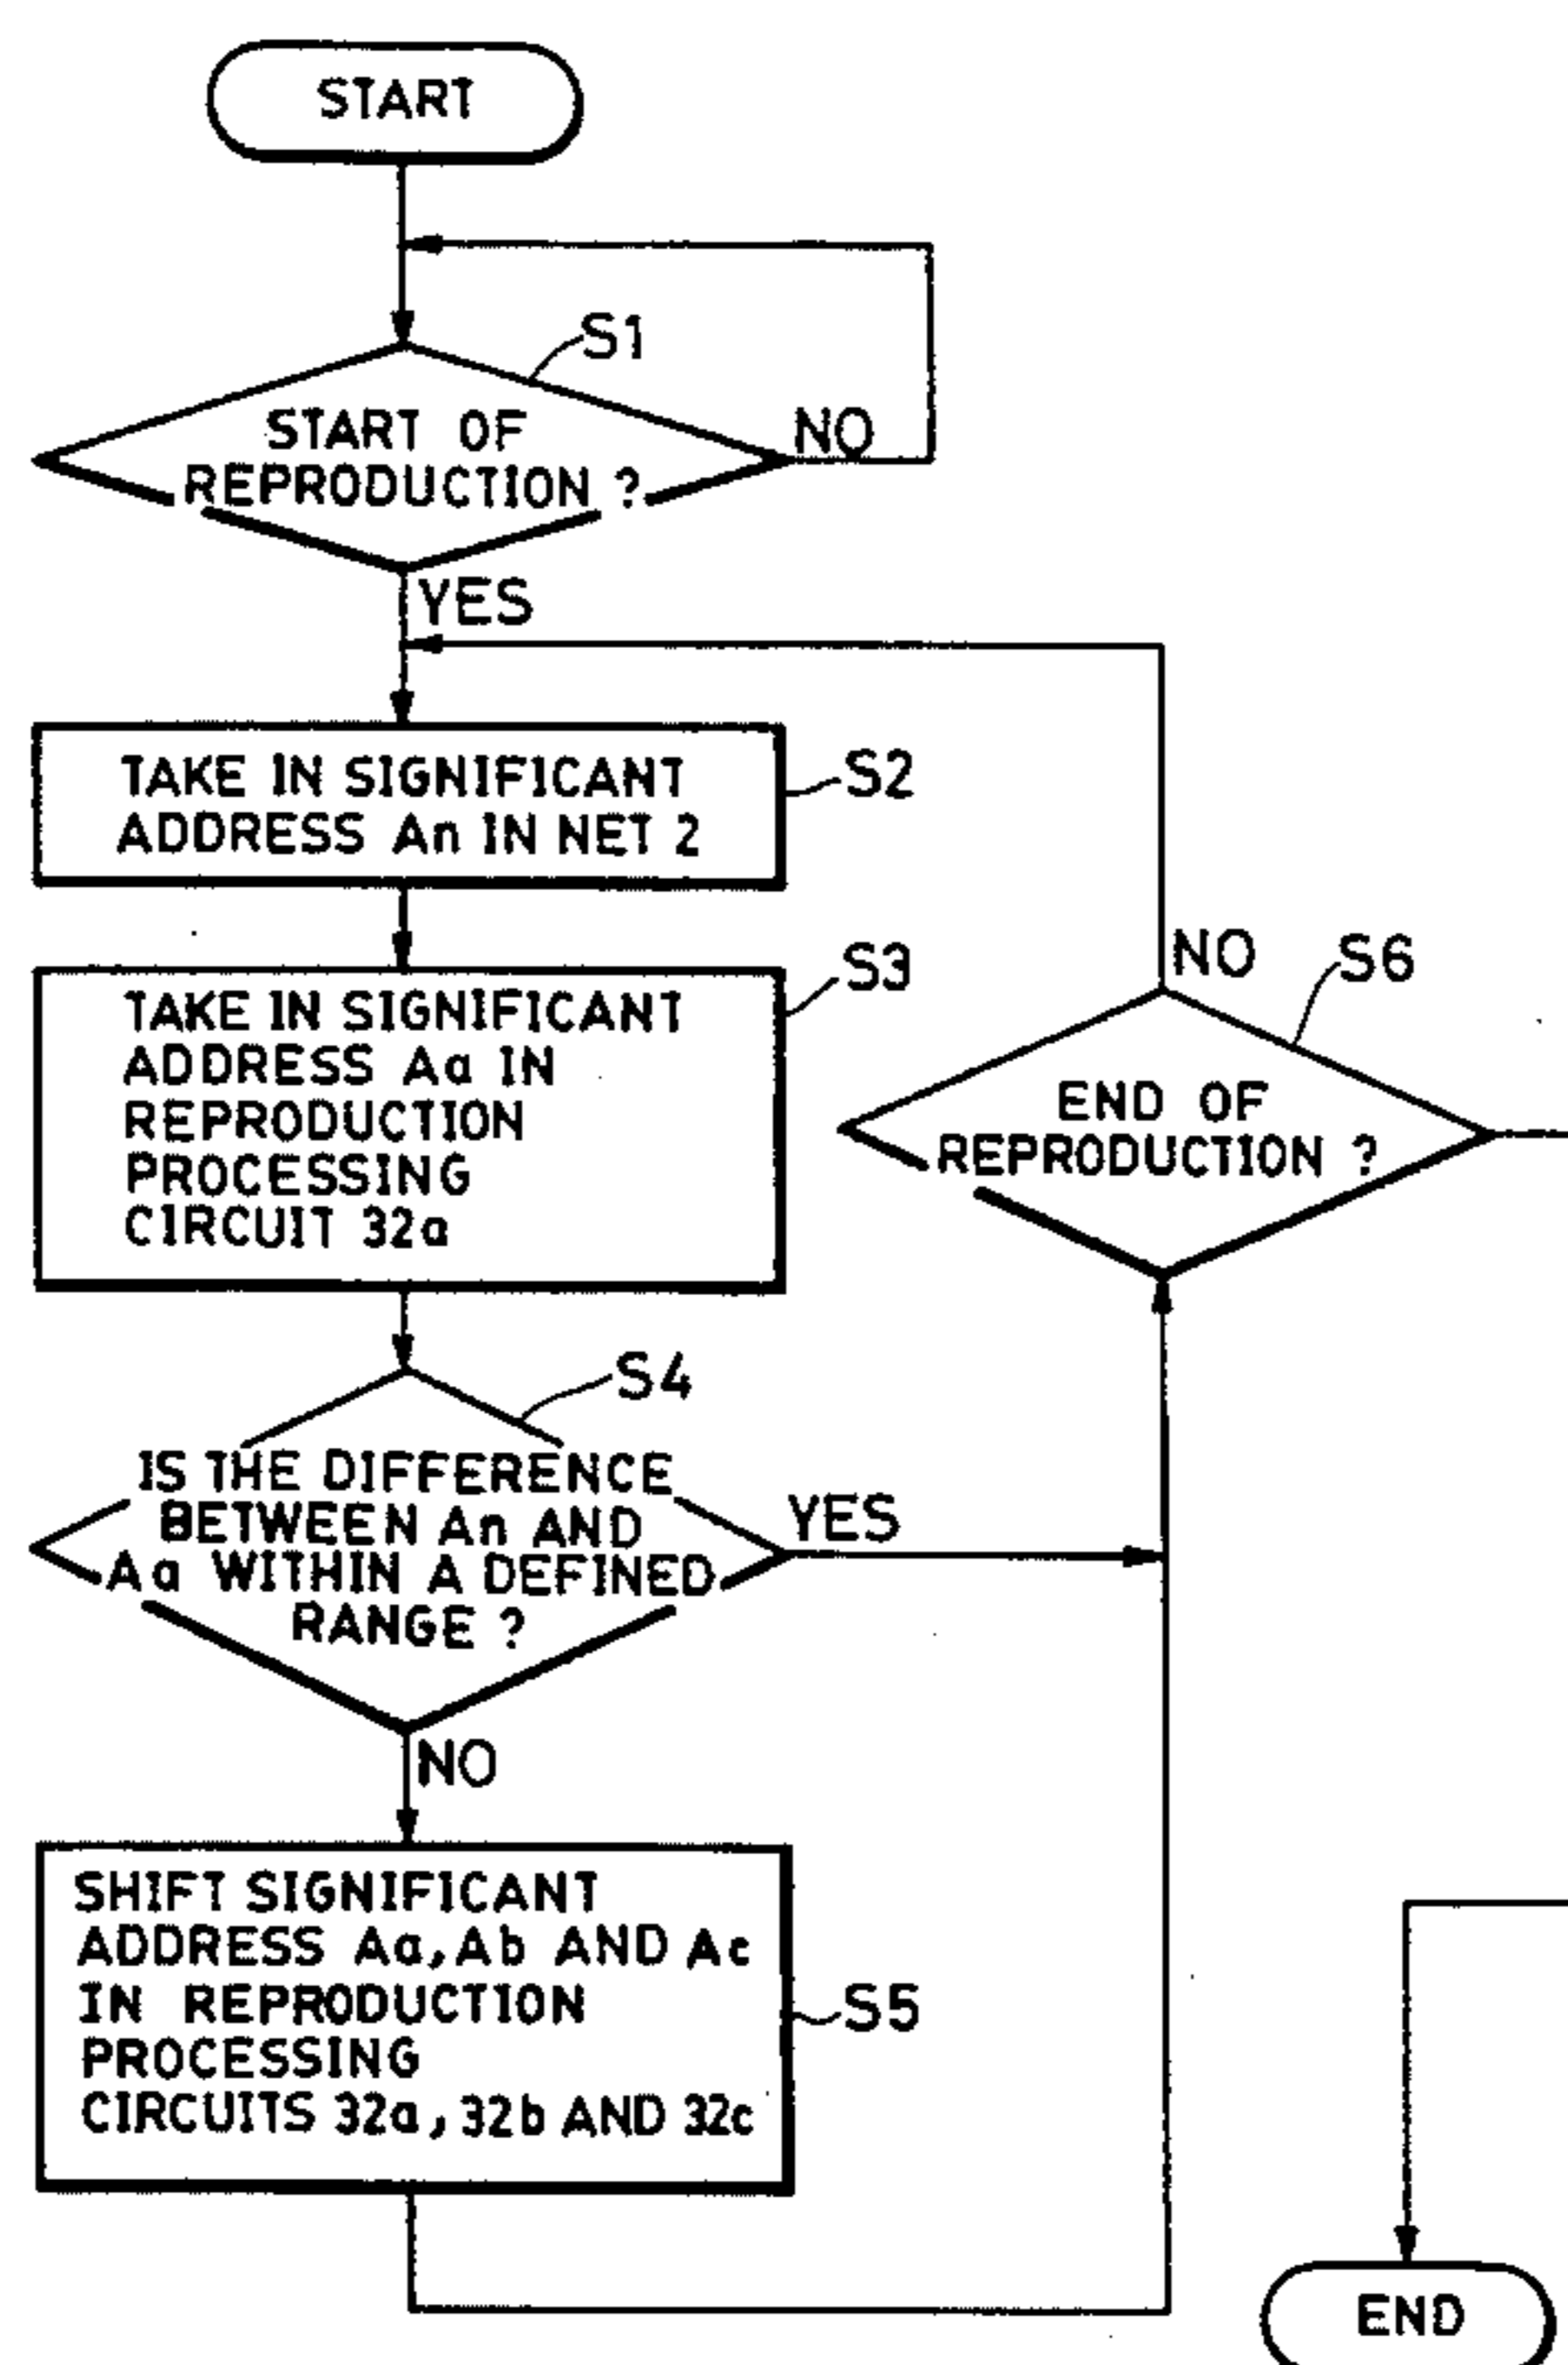 START
S1
START OF
REPRODUCTION ?
NO
YES
TAKE IN SIGNIFICANT
ADDRESS An IN NET 2
S2
TAKE IN SIGNIFICANT
ADDRESS Aa IN
REPRODUCTION
PROCESSING
CIRCUIT 32a
S3
IS THE DIFFERENCE
BETWEEN An AND
Aa WITHIN A DEFINED
RANGE ?
S4
YES
NO
SHIFT SIGNIFICANT
ADDRESS Aa, Ab AND Ac
IN REPRODUCTION
PROCESSING
CIRCUITS 32a, 32b AND 32c
S5
NO
S6
END OF
REPRODUCTION ?
END